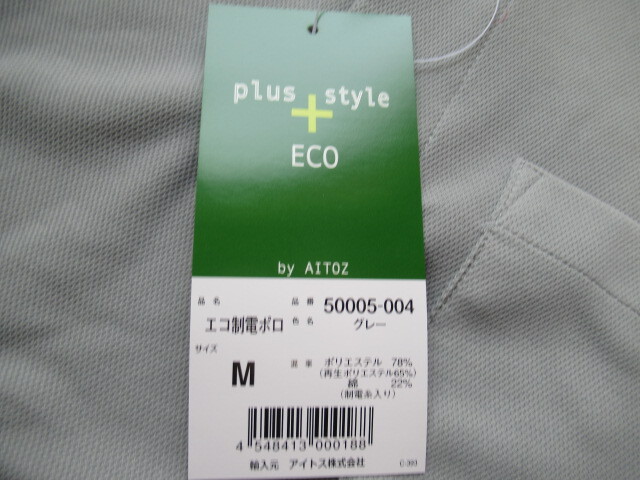 plus + style
ECO
by AITOZ
品名 エコ制電ポロ
品番 50005-004
色名 グレー
サイズ M
混率 ポリエステル 78%
(再生ポリエステル65%)
綿 22%
(制電糸入り)
4 548413 000188
輸入元 アイトス株式会社
C-393